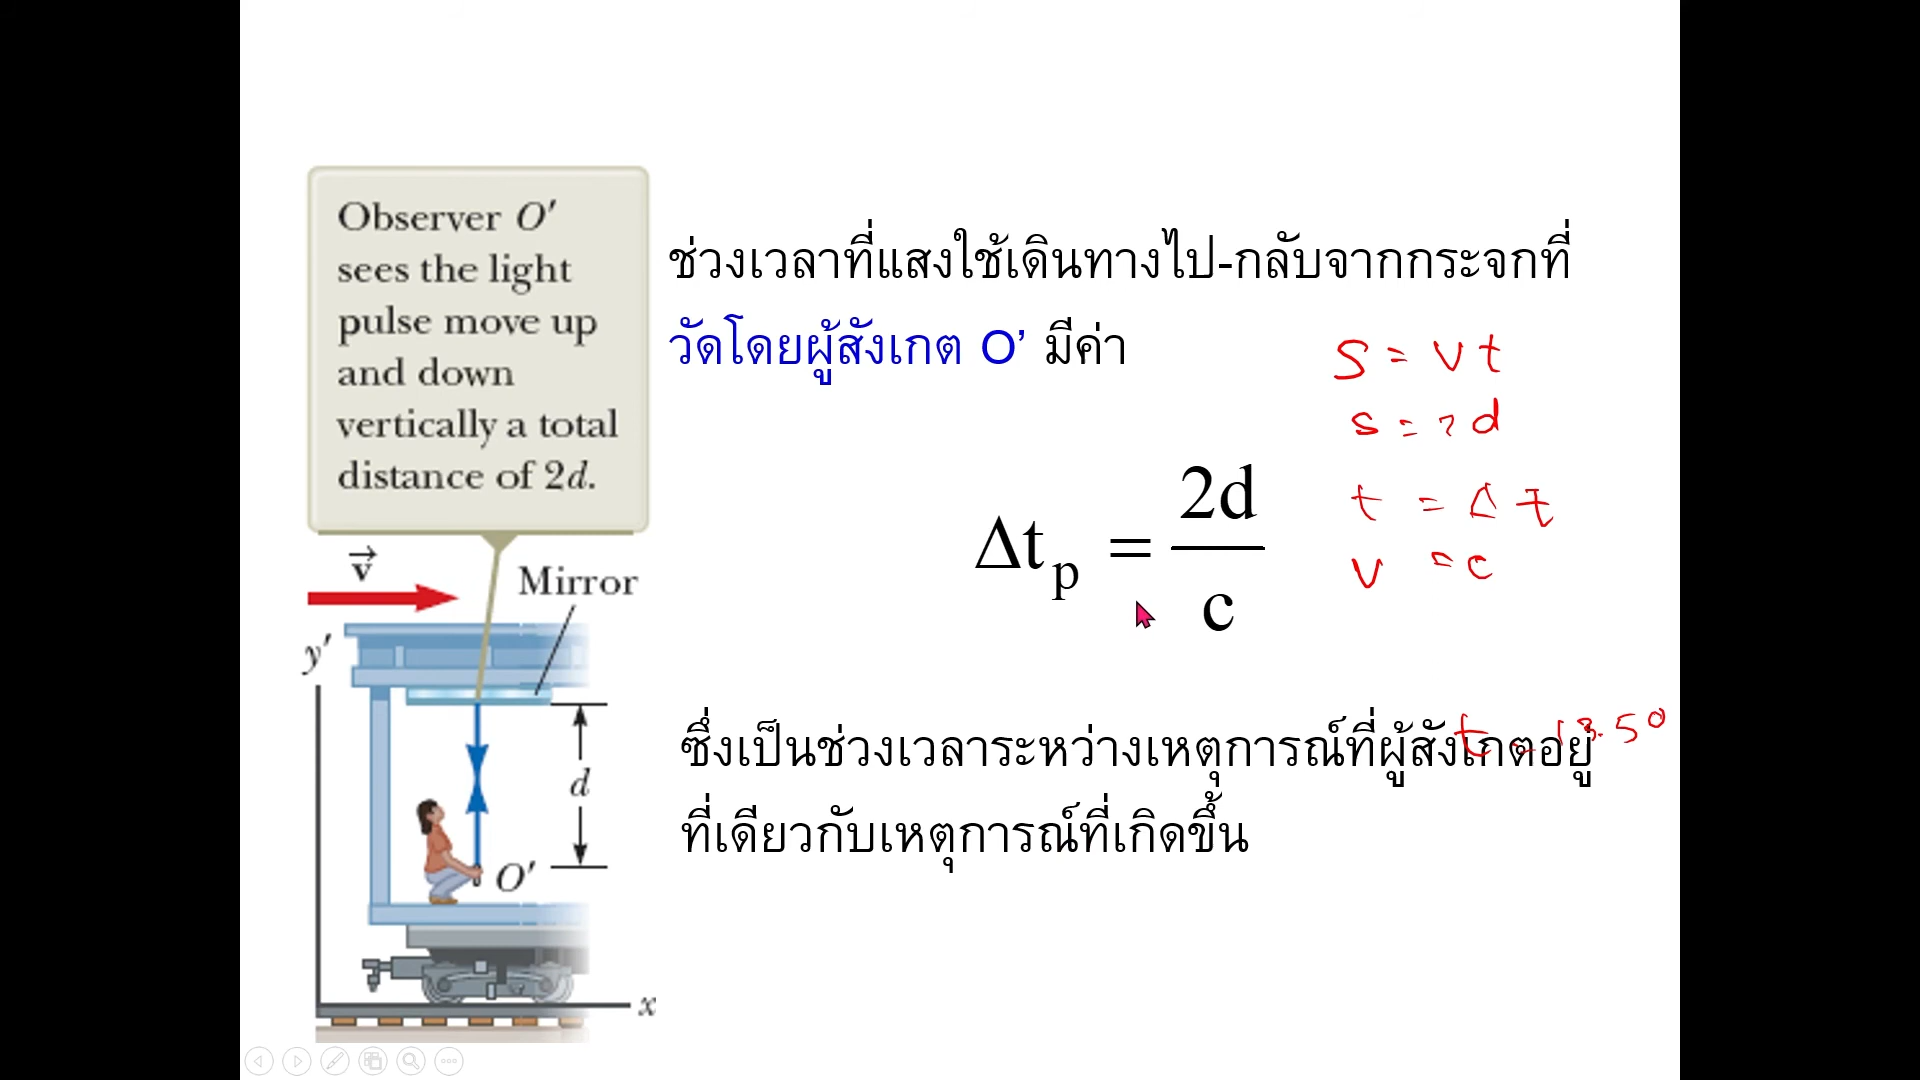 Observer O'
sees the light
pulse move up
and down
vertically a total
distance of 2d.
ช่วงเวลาที่แสงใช้เดินทางไป-กลับจากกระจกที่
วัดโดยผู้สังเกต O' มีค่า
S = vt
s = 2d
t = Δt
v = c
Δtp = 2d/c
v
Mirror
y'
d
O'
x
t = 13.50
ซึ่งเป็นช่วงเวลาระหว่างเหตุการณ์ที่ผู้สังเกตอยู่
ที่เดียวกับเหตุการณ์ที่เกิดขึ้น